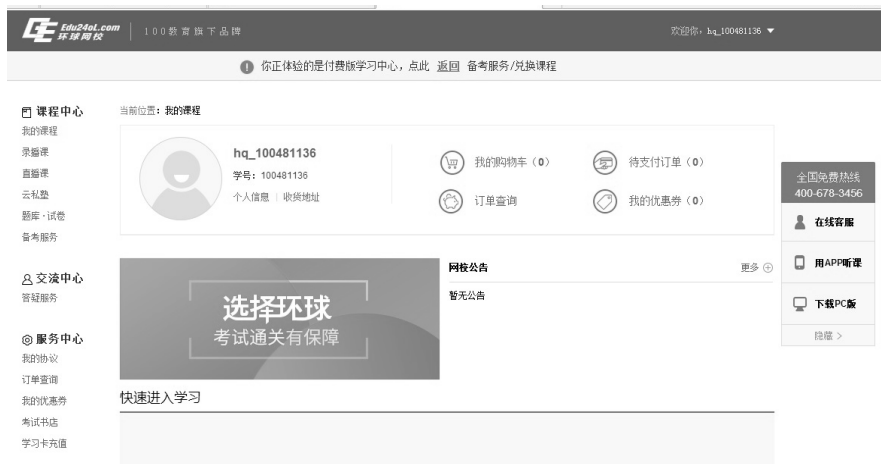 Edu24oL.com
环球网校
100教育旗下品牌
欢迎你，hq_100481136
你正体验的是付费版学习中心，点此 返回 备考服务/兑换课程
课程中心
我的课程
录播课
直播课
云私塾
题库·试卷
备考服务
交流中心
答疑服务
服务中心
我的协议
订单查询
我的优惠券
考试书店
学习卡充值
当前位置：我的课程
hq_100481136
学号：100481136
个人信息 | 收货地址
我的购物车（0）
待支付订单（0）
订单查询
我的优惠券（0）
选择环球
考试通关有保障
网校公告
更多
暂无公告
快速进入学习
全国免费热线
400-678-3456
在线客服
用APP听课
下载PC版
隐藏 >